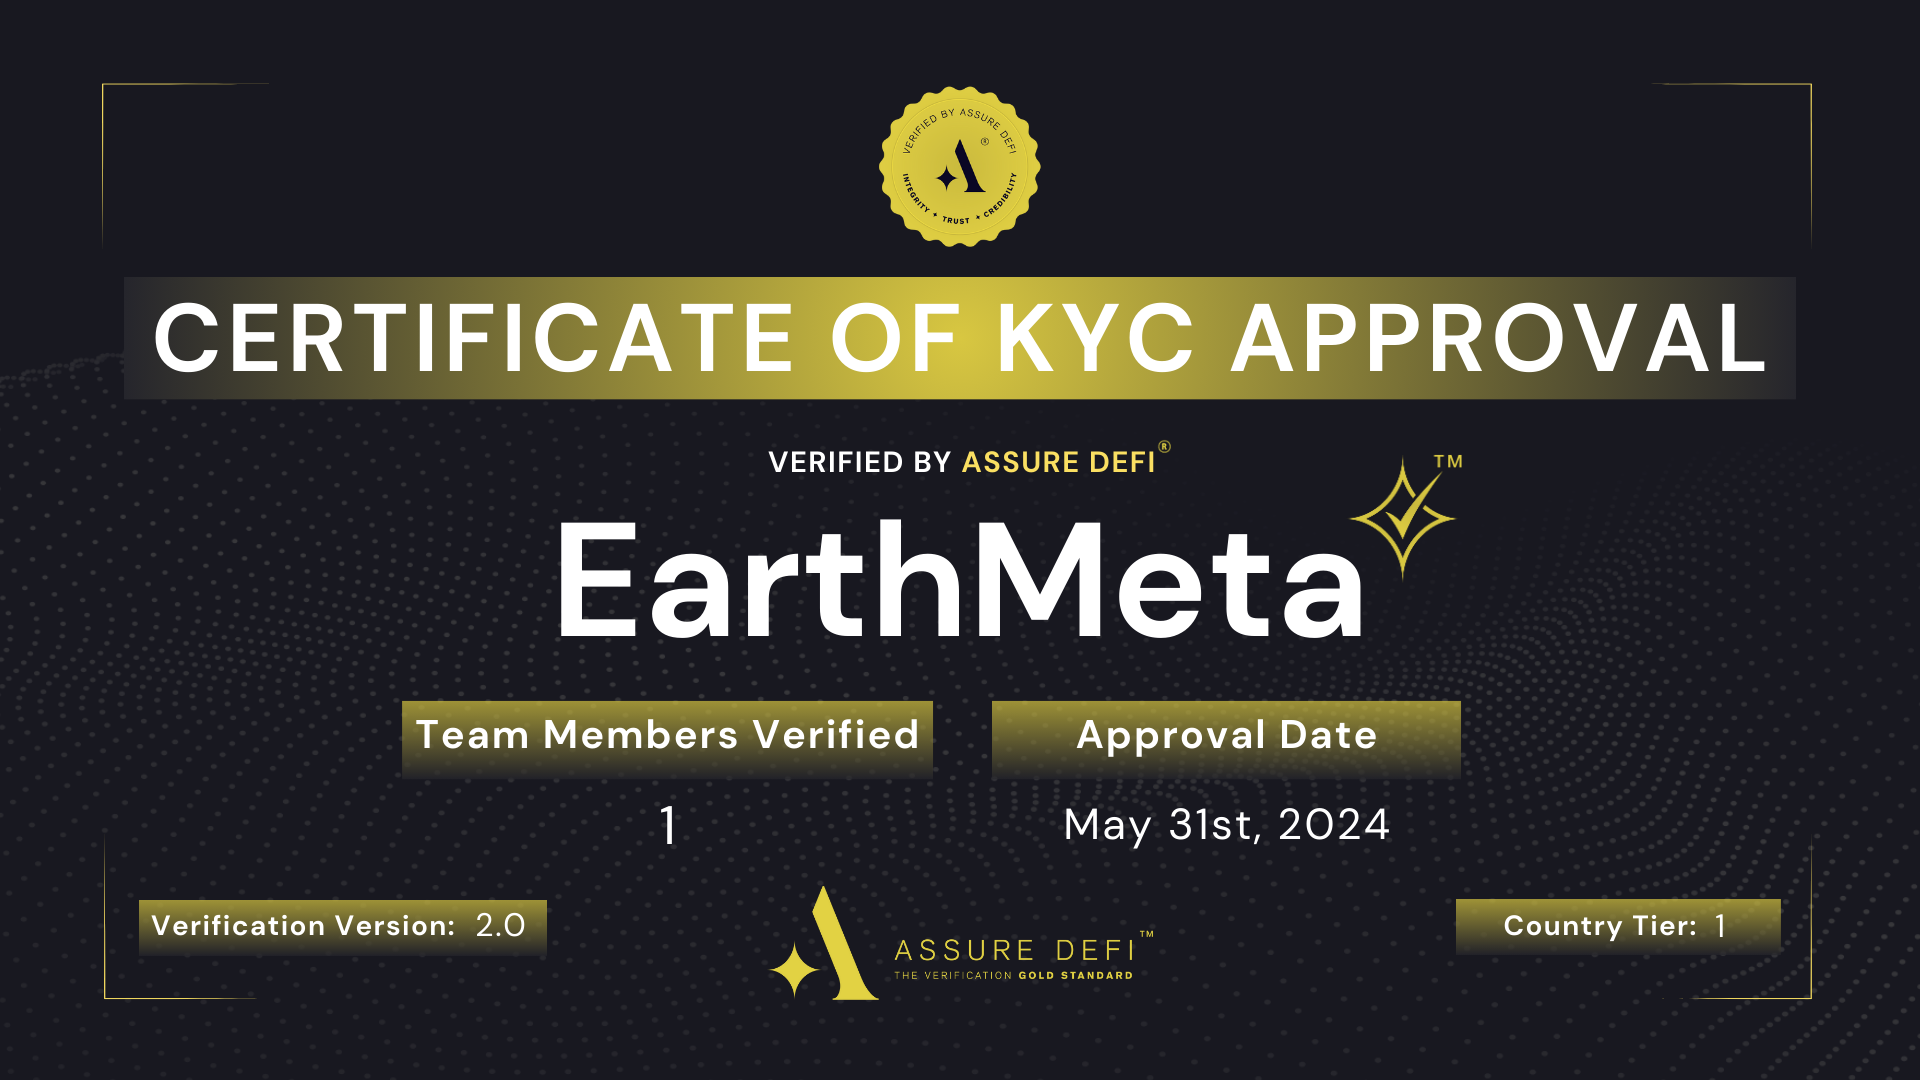 VERIFIED BY ASSURE DEFI
A®
INTEGRITY ✦ TRUST ✦ CREDIBILITY
CERTIFICATE OF KYC APPROVAL
VERIFIED BY ASSURE DEFI®
TM
EarthMeta
Team Members Verified
1
Approval Date
May 31st, 2024
Verification Version: 2.0
ASSURE DEFI™
THE VERIFICATION GOLD STANDARD
Country Tier: 1